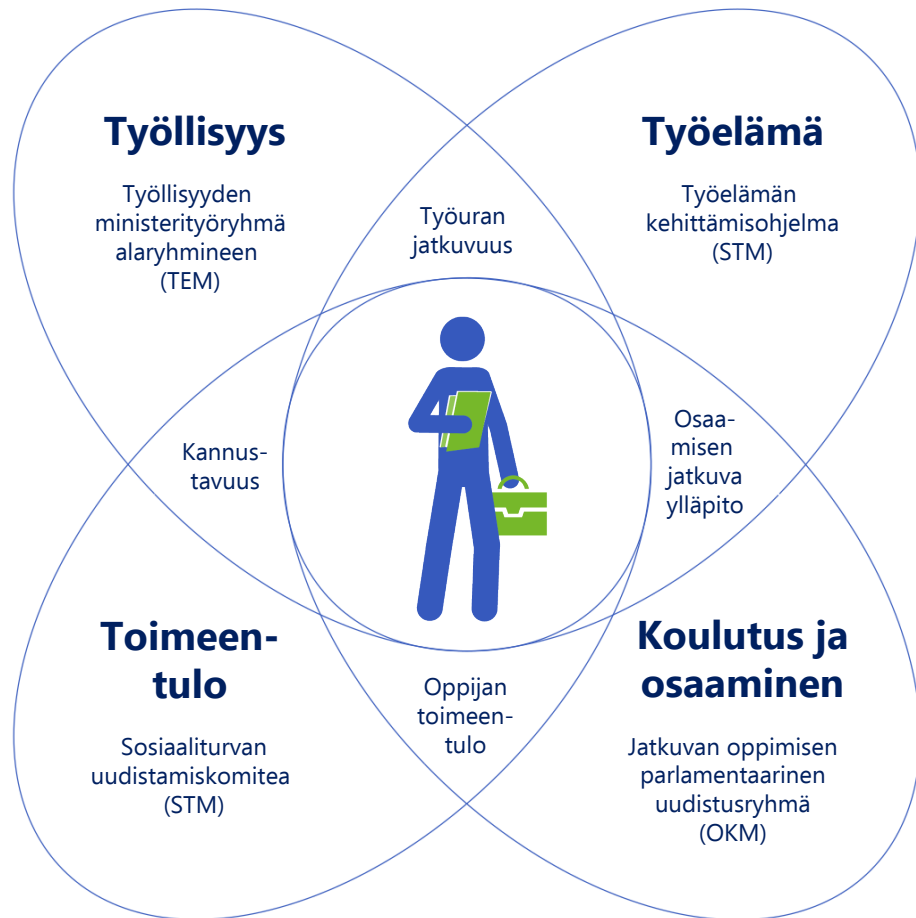 Työllisyys
Työllisyyden
ministerityöryhmä
alaryhmineen
(TEM)
Työelämä
Työelämän
kehittämisohjelma
(STM)
Työuran
jatkuvuus
Kannus-
tavuus
Osaa-
misen
jatkuva
ylläpito
Toimeen-
tulo
Sosiaaliturvan
uudistamiskomitea
(STM)
Oppijan
toimeen-
tulo
Koulutus ja
osaaminen
Jatkuvan oppimisen
parlamentaarinen
uudistusryhmä
(OKM)